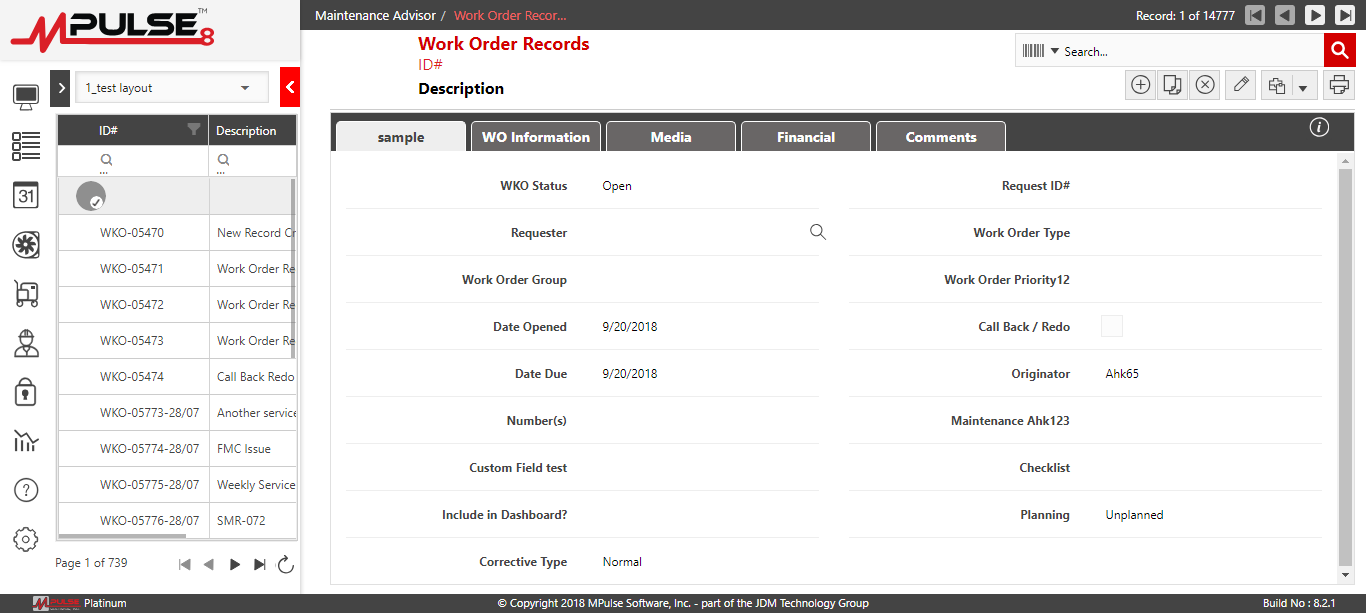 MPULSE 8 ™
Maintenance Advisor / Work Order Recor...
Record: 1 of 14777
1_test layout
ID# Description
...
...
WKO-05470 New Record Cr
WKO-05471 Work Order Re
WKO-05472 Work Order Re
WKO-05473 Work Order Re
WKO-05474 Call Back Redo
WKO-05773-28/07 Another service
WKO-05774-28/07 FMC Issue
WKO-05775-28/07 Weekly Service
WKO-05776-28/07 SMR-072
Page 1 of 739
31
?
Work Order Records
ID#
Description
Search...
sample WO Information Media Financial Comments
i
WKO Status Open Request ID#
Requester Work Order Type
Work Order Group Work Order Priority12
Date Opened 9/20/2018 Call Back / Redo
Date Due 9/20/2018 Originator Ahk65
Number(s) Maintenance Ahk123
Custom Field test Checklist
Include in Dashboard? Planning Unplanned
Corrective Type Normal
MPULSE Platinum
© Copyright 2018 MPulse Software, Inc. - part of the JDM Technology Group
Build No : 8.2.1